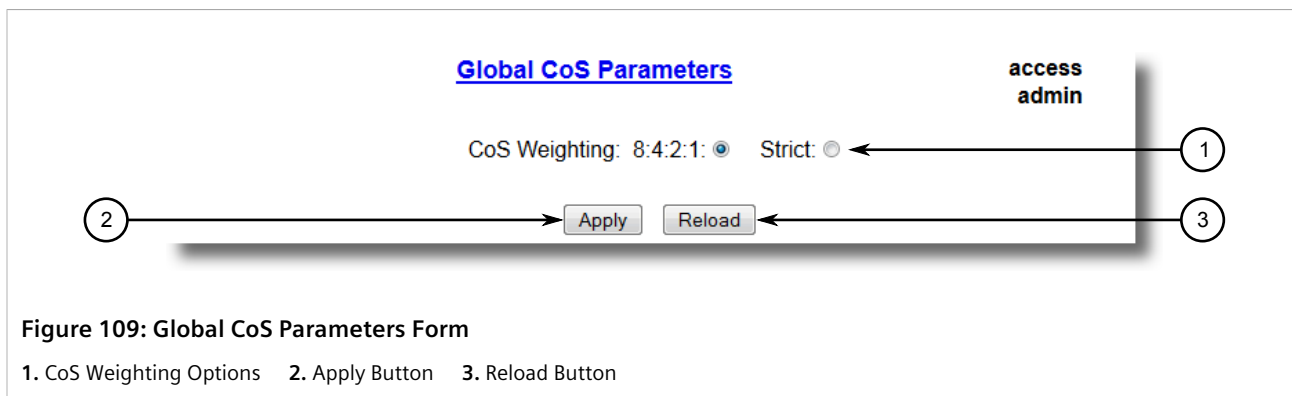 Global CoS Parameters
access
admin
CoS Weighting: 8:4:2:1: Strict:
1
2
Apply Reload
3
Figure 109: Global CoS Parameters Form
1. CoS Weighting Options 2. Apply Button 3. Reload Button